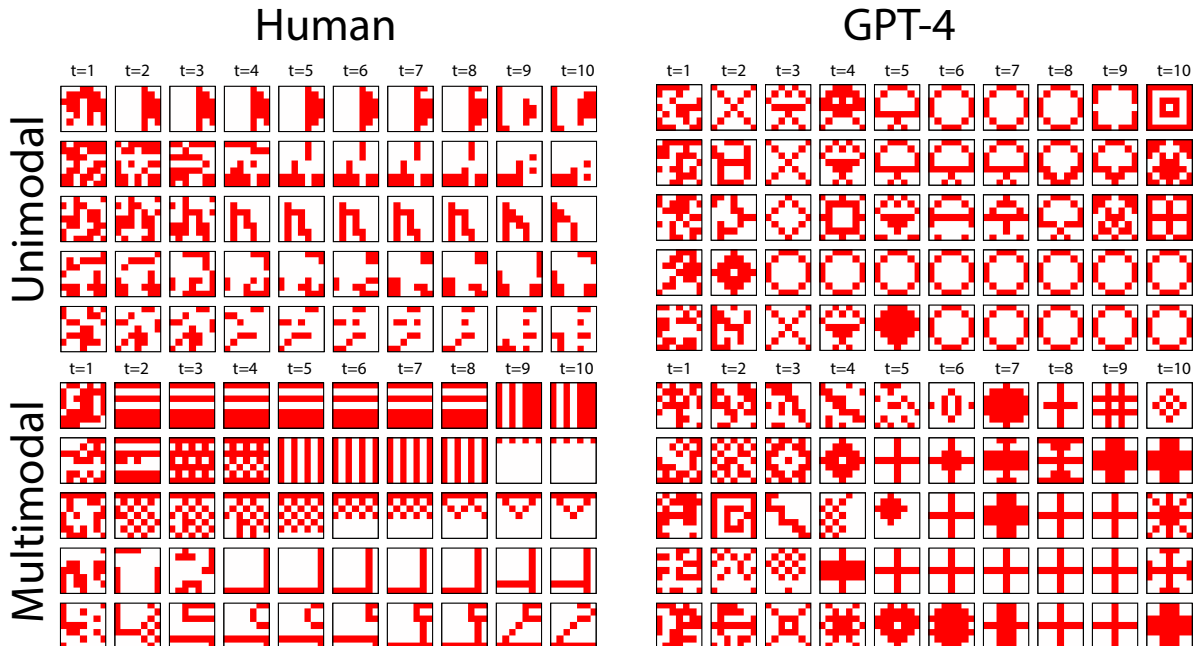 Human GPT-4
Unimodal
t=1 t=2 t=3 t=4 t=5 t=6 t=7 t=8 t=9 t=10 t=1 t=2 t=3 t=4 t=5 t=6 t=7 t=8 t=9 t=10
Multimodal
t=1 t=2 t=3 t=4 t=5 t=6 t=7 t=8 t=9 t=10 t=1 t=2 t=3 t=4 t=5 t=6 t=7 t=8 t=9 t=10